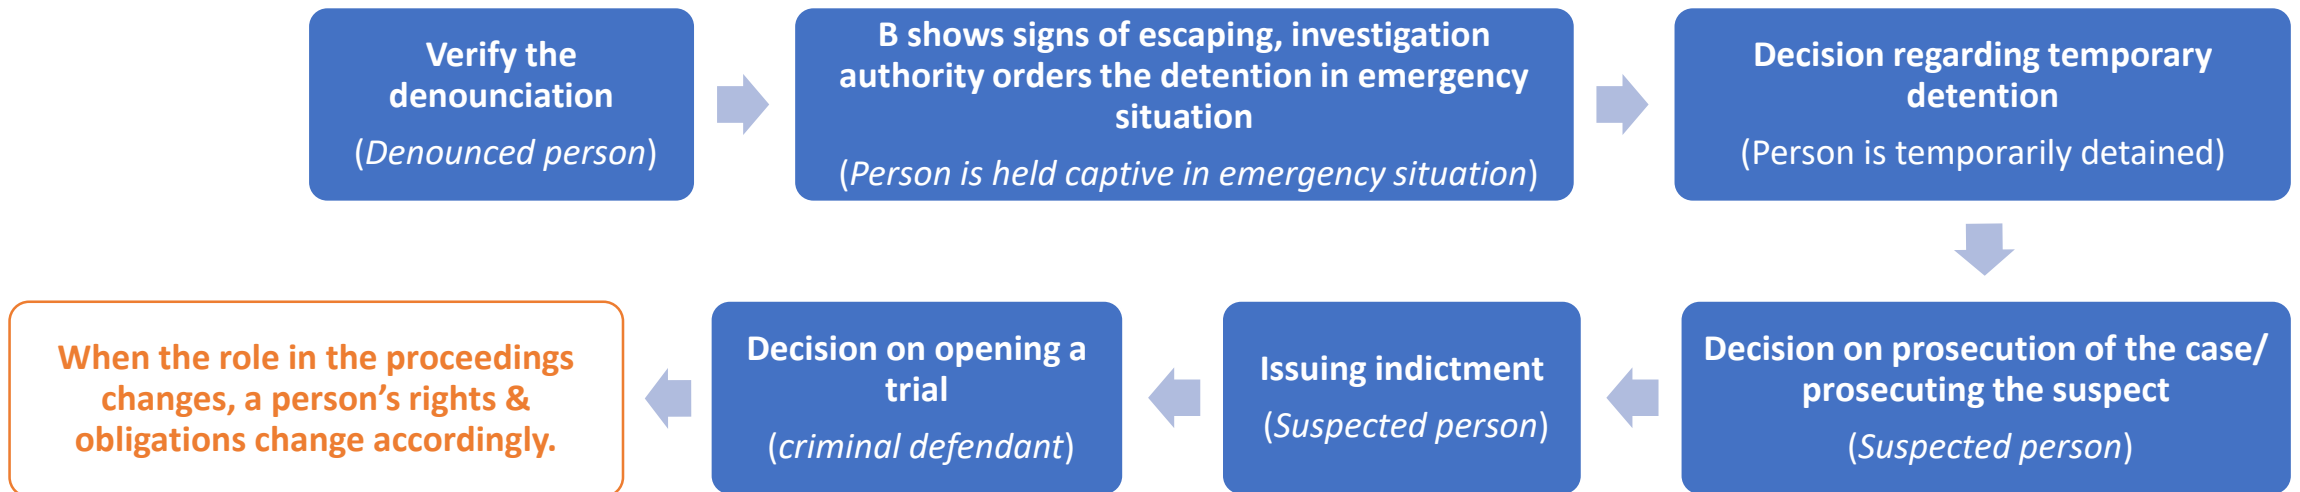 Verify the
denounciation
(Denounced person)
B shows signs of escaping, investigation
authority orders the detention in emergency
situation
(Person is held captive in emergency situation)
Decision regarding temporary
detention
(Person is temporarily detained)
Decision on prosecution of the case/
prosecuting the suspect
(Suspected person)
Issuing indictment
(Suspected person)
Decision on opening a
trial
(criminal defendant)
When the role in the proceedings
changes, a person’s rights &
obligations change accordingly.